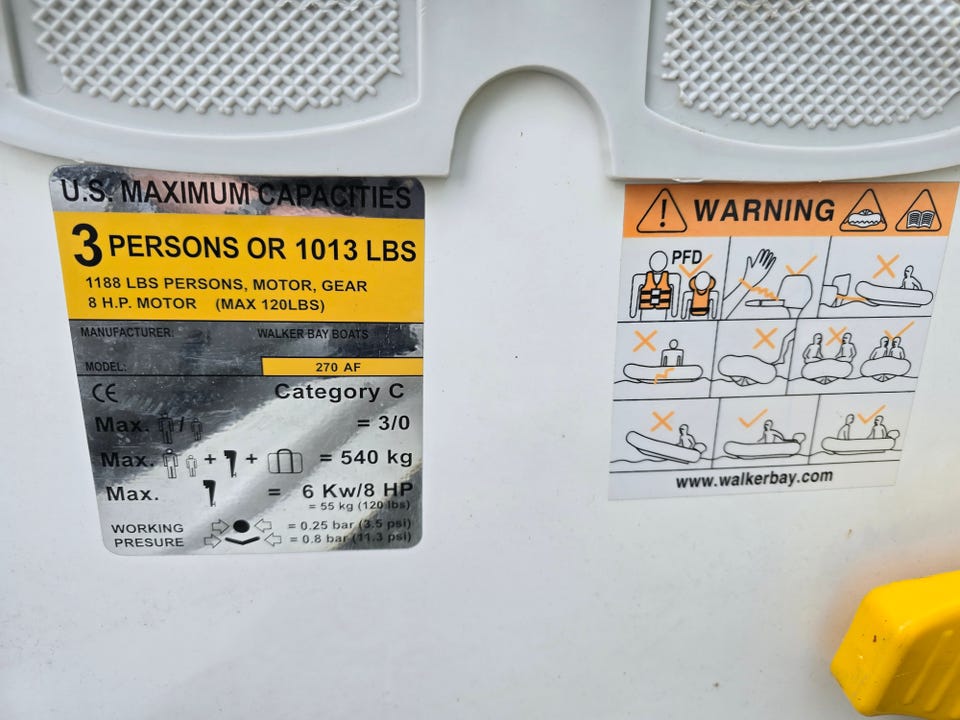 U.S. MAXIMUM CAPACITIES
3 PERSONS OR 1013 LBS
1188 LBS PERSONS, MOTOR, GEAR
8 H.P. MOTOR (MAX 120LBS)
MANUFACTURER: WALKER BAY BOATS
MODEL: 270 AF
CE Category C
Max. / = 3/0
Max. + + = 540 kg
Max. = 6 Kw/8 HP
= 55 kg (120 lbs)
WORKING = 0.25 bar (3.5 psi)
PRESURE = 0.8 bar (11.3 psi)
WARNING
PFD
www.walkerbay.com